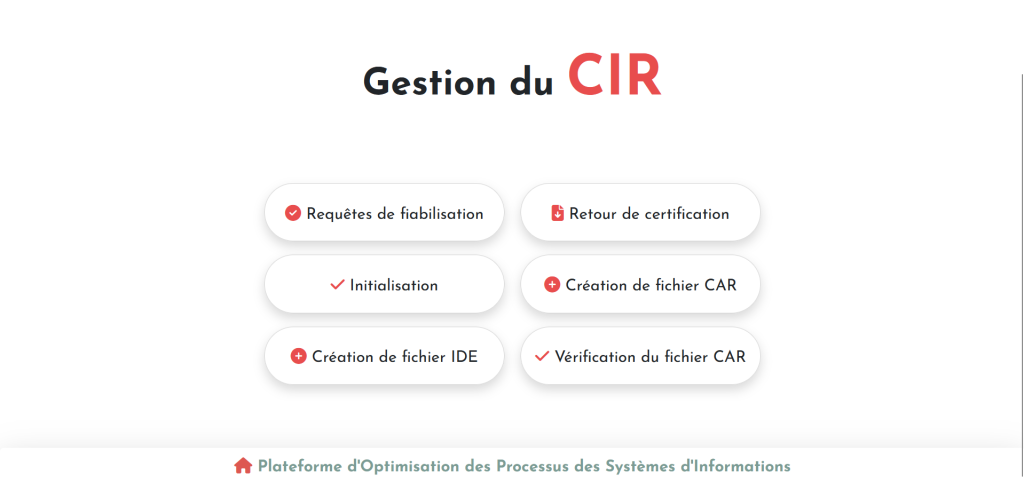 Gestion du CIR
Requêtes de fiabilisation
Retour de certification
Initialisation
Création de fichier CAR
Création de fichier IDE
Vérification du fichier CAR
Plateforme d'Optimisation des Processus des Systèmes d'Informations